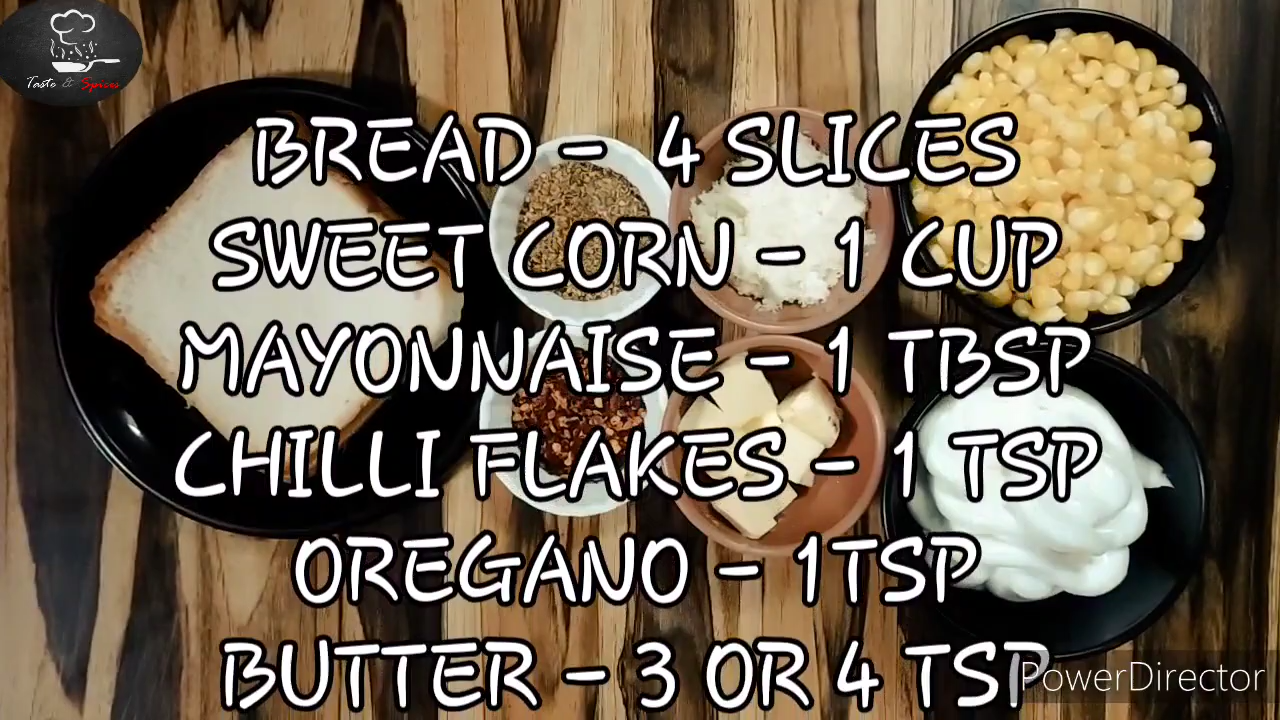 Taste & Spices
BREAD - 4 SLICES
SWEET CORN - 1 CUP
MAYONNAISE - 1 TBSP
CHILLI FLAKES - 1 TSP
OREGANO - 1TSP
BUTTER - 3 OR 4 TSP
PowerDirector